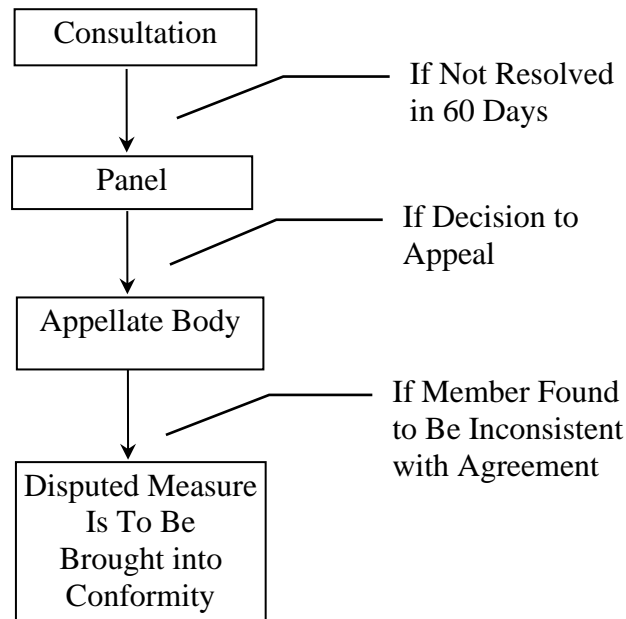 Consultation
If Not Resolved
in 60 Days
Panel
If Decision to
Appeal
Appellate Body
If Member Found
to Be Inconsistent
with Agreement
Disputed Measure
Is To Be
Brought into
Conformity